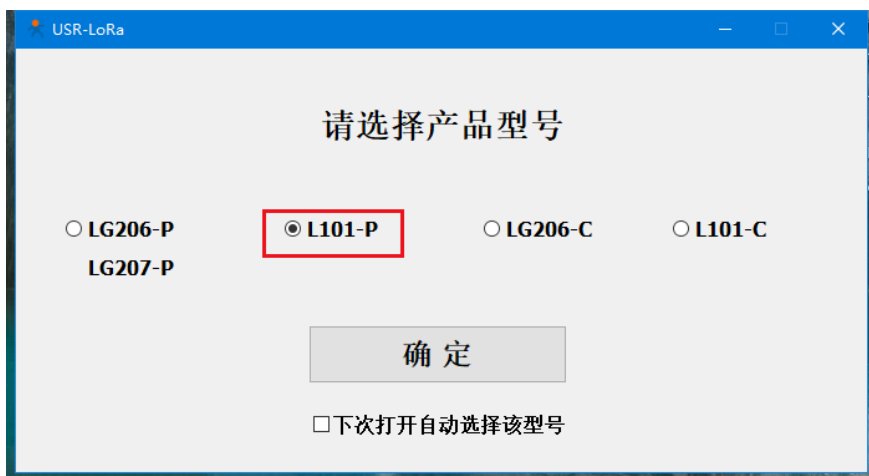 USR-LoRa
请选择产品型号
LG206-P L101-P LG206-C L101-C
LG207-P
确 定
下次打开自动选择该型号